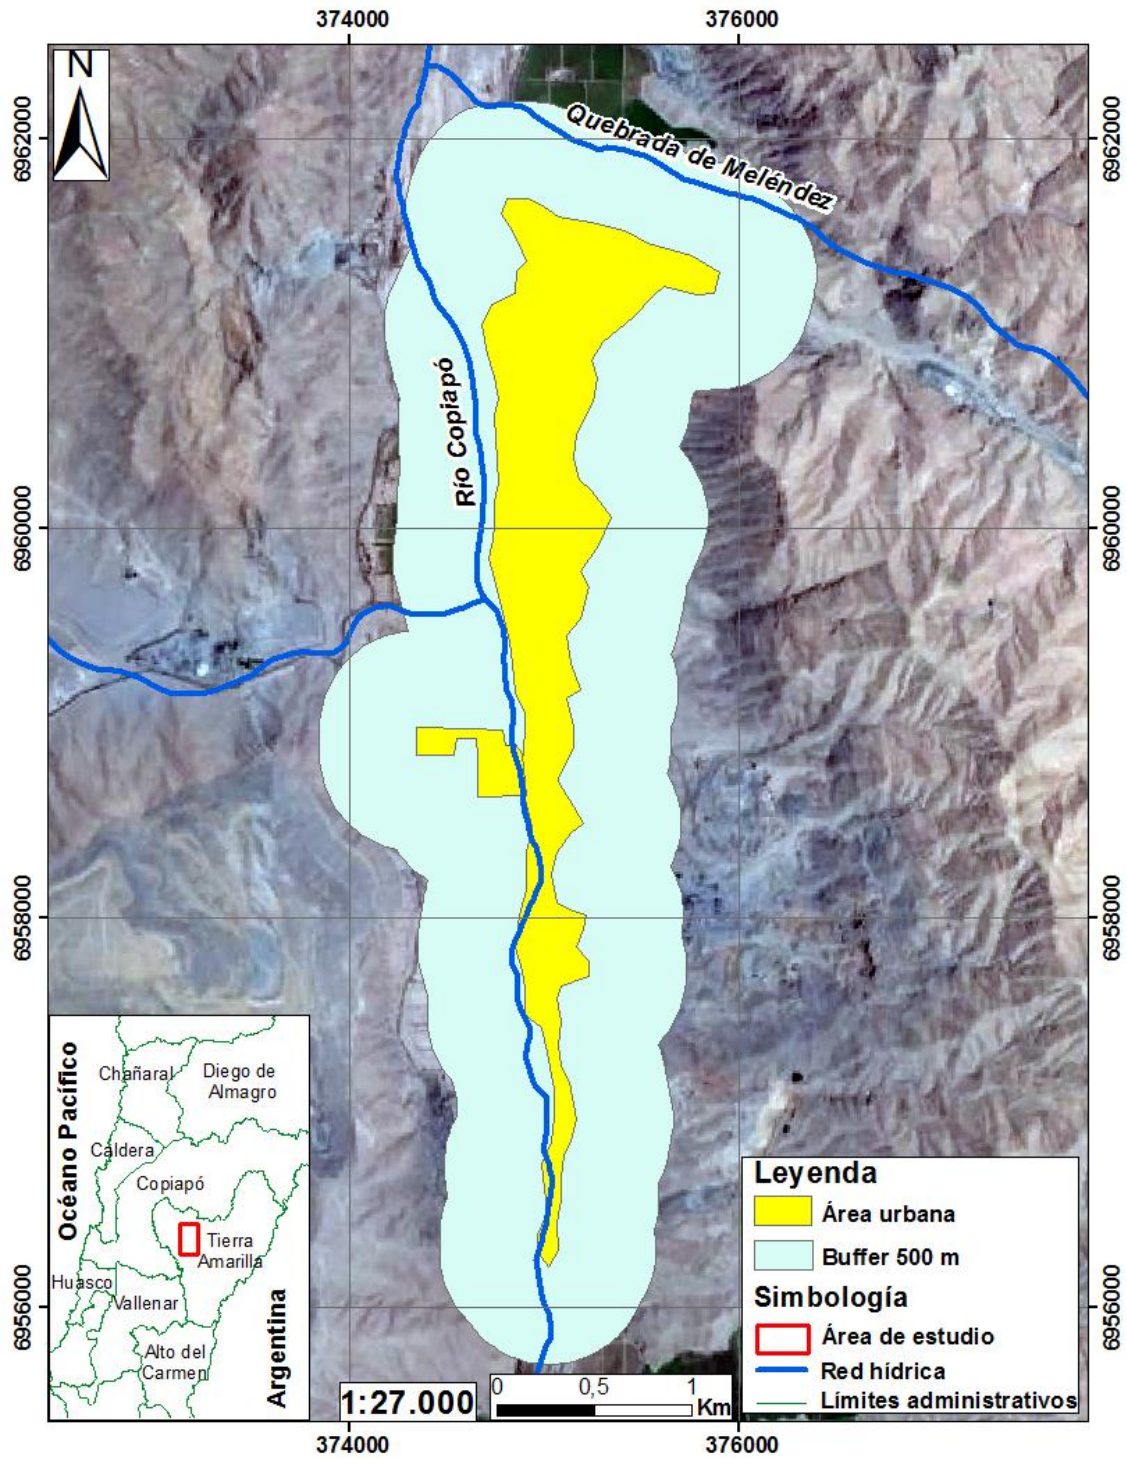 374000
376000
N
6962000
6962000
Quebrada de Meléndez
Río Copiapó
6960000
6960000
6958000
6958000
6956000
6956000
Océano Pacífico
Chañaral
Diego de
Almagro
Caldera
Copiapó
Tierra
Amarilla
Huasco
Vallenar
Alto del
Carmen
Argentina
1:27.000
0
0,5
1
Km
Leyenda
Área urbana
Buffer 500 m
Simbología
Área de estudio
Red hídrica
Límites administrativos
374000
376000